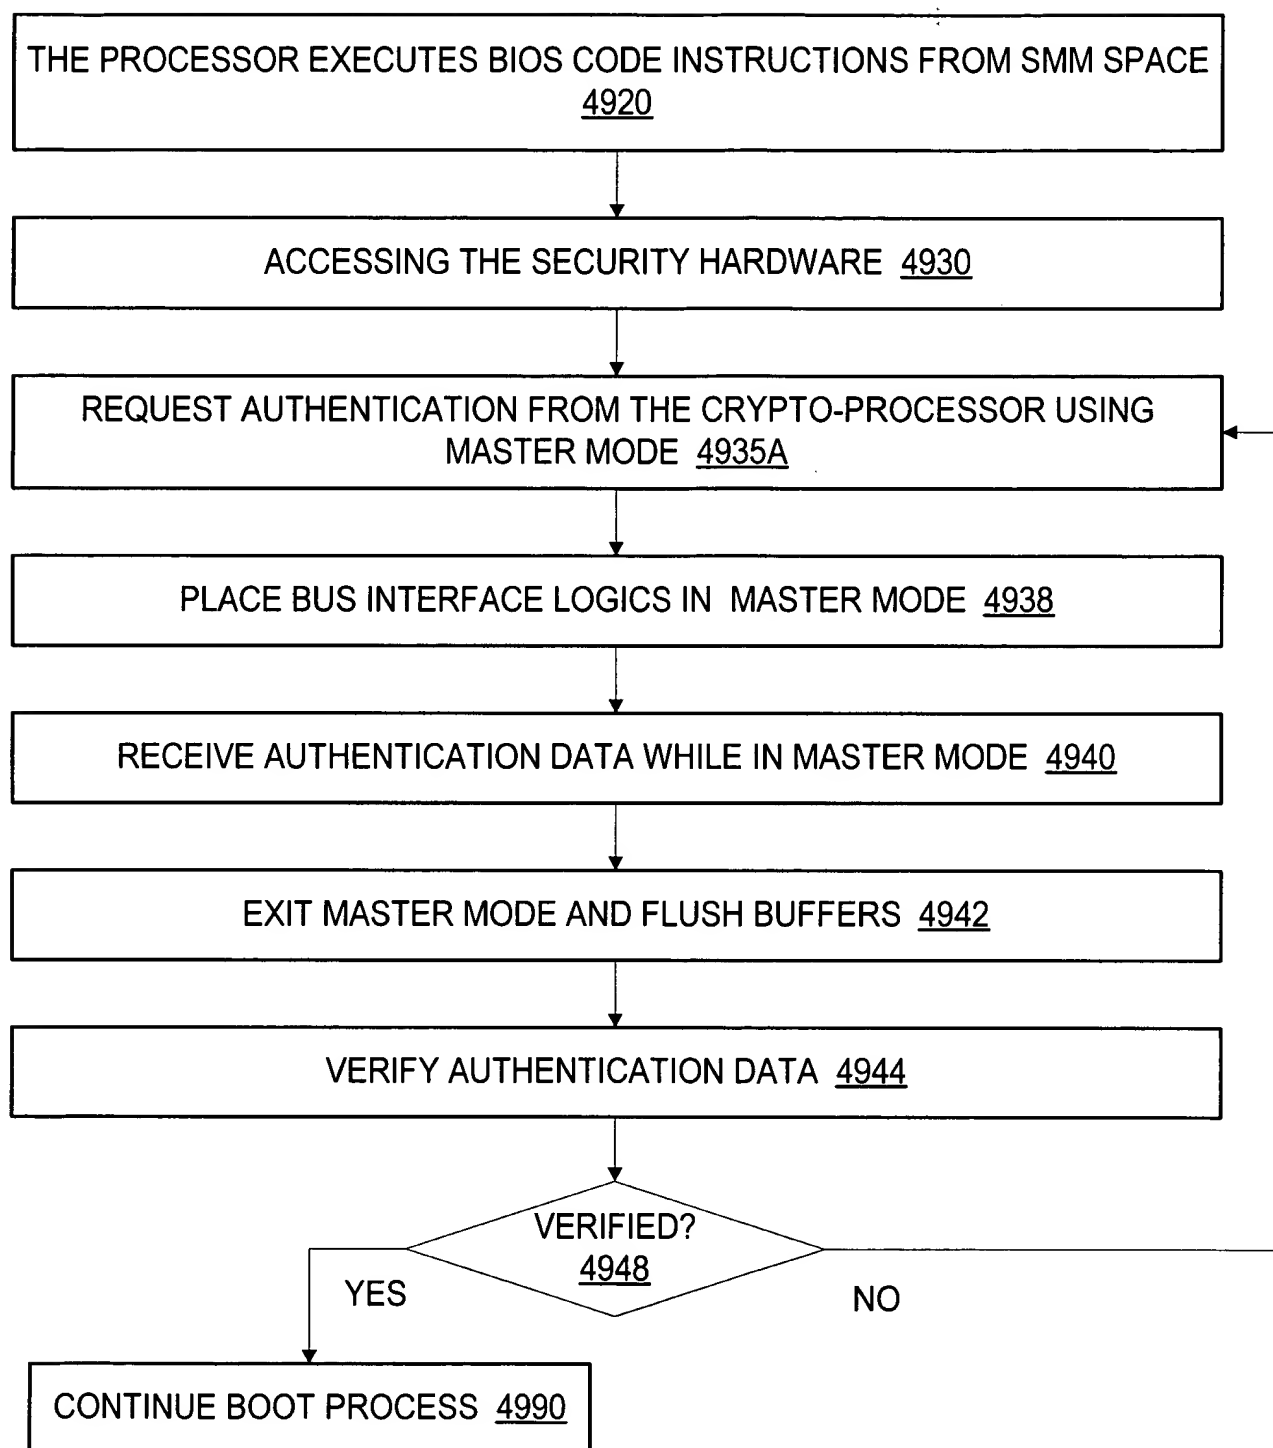 THE PROCESSOR EXECUTES BIOS CODE INSTRUCTIONS FROM SMM SPACE
4920
ACCESSING THE SECURITY HARDWARE 4930
REQUEST AUTHENTICATION FROM THE CRYPTO-PROCESSOR USING
MASTER MODE 4935A
PLACE BUS INTERFACE LOGICS IN MASTER MODE 4938
RECEIVE AUTHENTICATION DATA WHILE IN MASTER MODE 4940
EXIT MASTER MODE AND FLUSH BUFFERS 4942
VERIFY AUTHENTICATION DATA 4944
VERIFIED?
4948
YES
NO
CONTINUE BOOT PROCESS 4990